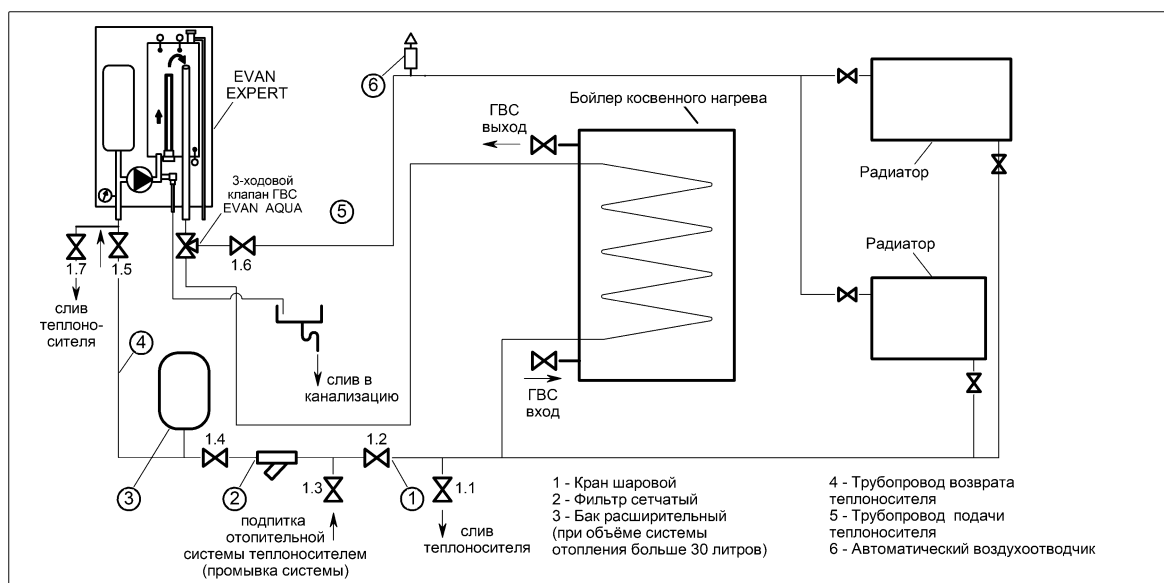 EVAN
EXPERT
3-ходовой
клапан ГВС
EVAN AQUA
6
5
1.6
1.7
1.5
слив
теплоно-
сителя
4
слив в
канализацию
ГВС
выход
Бойлер косвенного нагрева
ГВС
вход
Радиатор
Радиатор
3
1.4
2
1.3
1.2
1
1.1
подпитка
отопительной
системы теплоносителем
(промывка системы)
слив
теплоносителя
1 - Кран шаровой
2 - Фильтр сетчатый
3 - Бак расширительный
(при объёме системы
отопления больше 30 литров)
4 - Трубопровод возврата
теплоносителя
5 - Трубопровод подачи
теплоносителя
6 - Автоматический воздухоотводчик